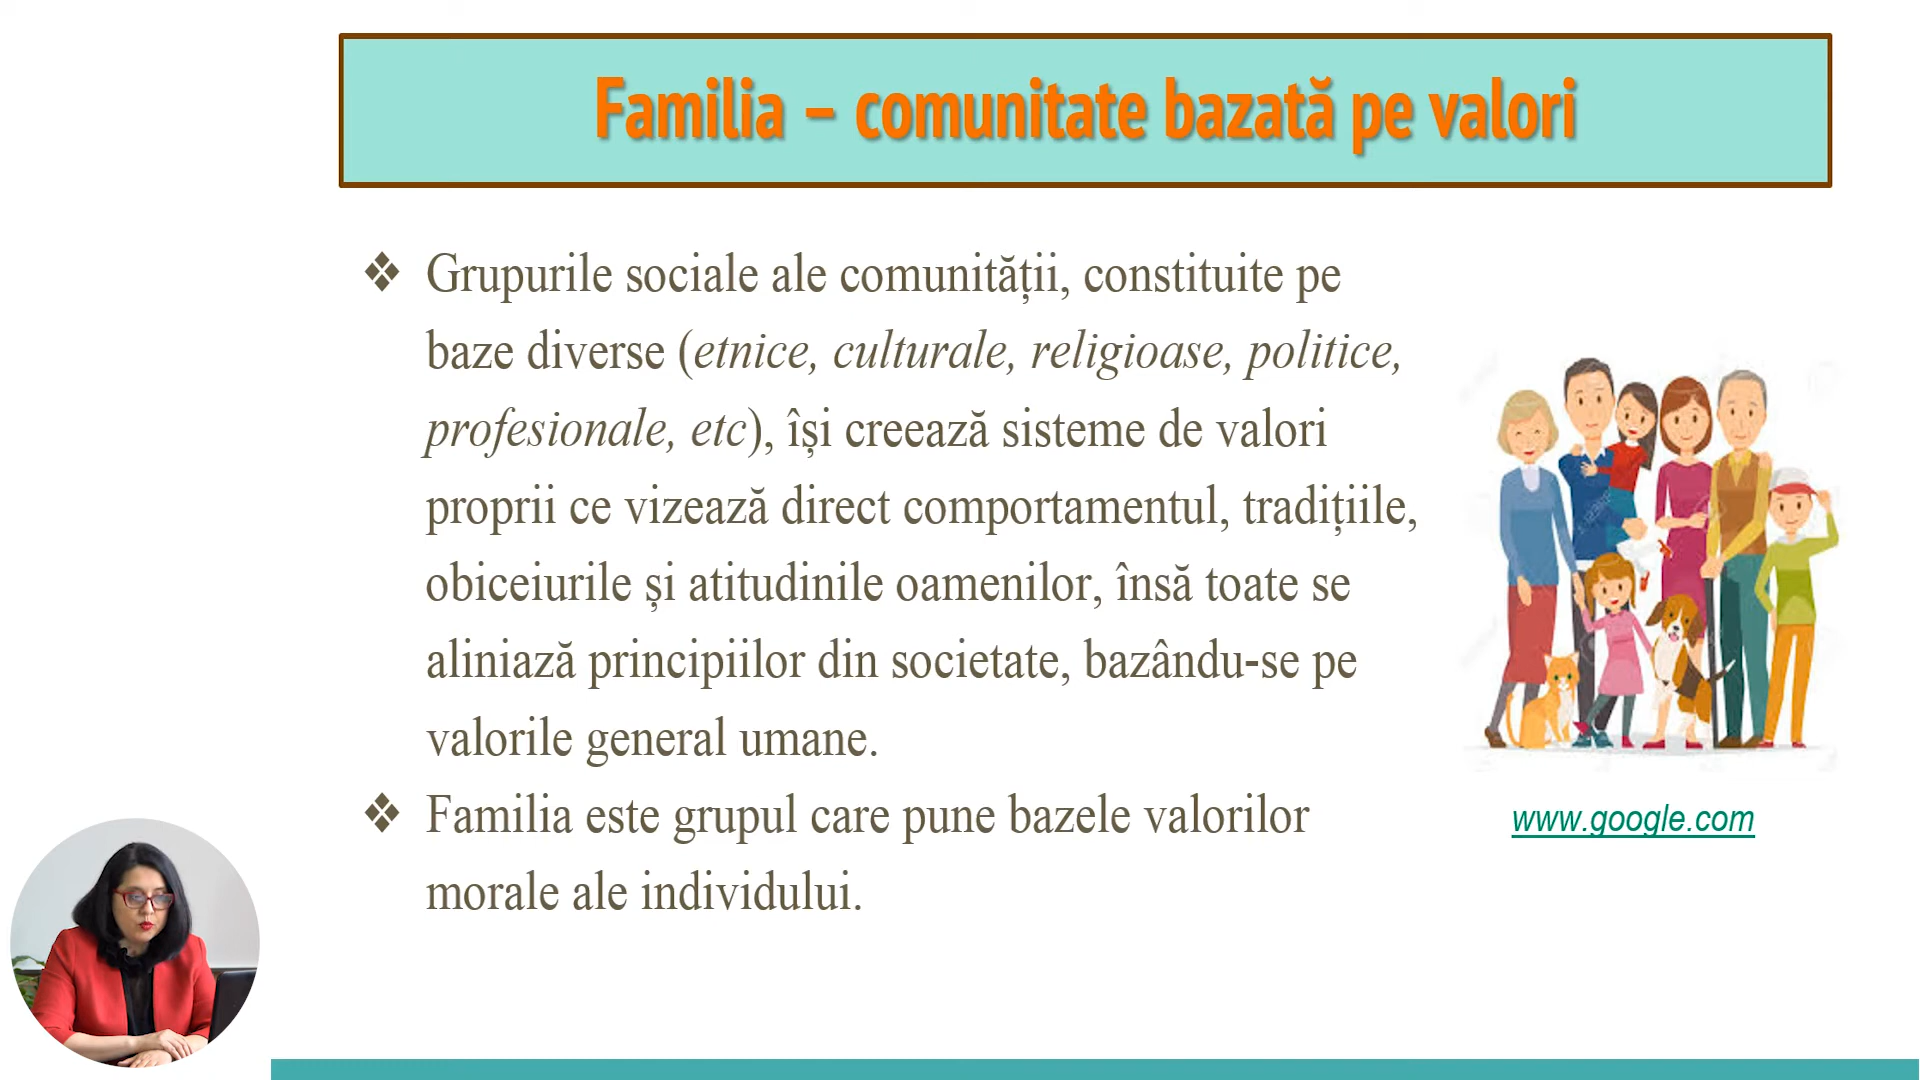 Familia – comunitate bazată pe valori
❖ Grupurile sociale ale comunității, constituite pe
baze diverse (etnice, culturale, religioase, politice,
profesionale, etc), își creează sisteme de valori
proprii ce vizează direct comportamentul, tradițiile,
obiceiurile și atitudinile oamenilor, însă toate se
aliniază principiilor din societate, bazându-se pe
valorile general umane.
❖ Familia este grupul care pune bazele valorilor
morale ale individului.
www.google.com